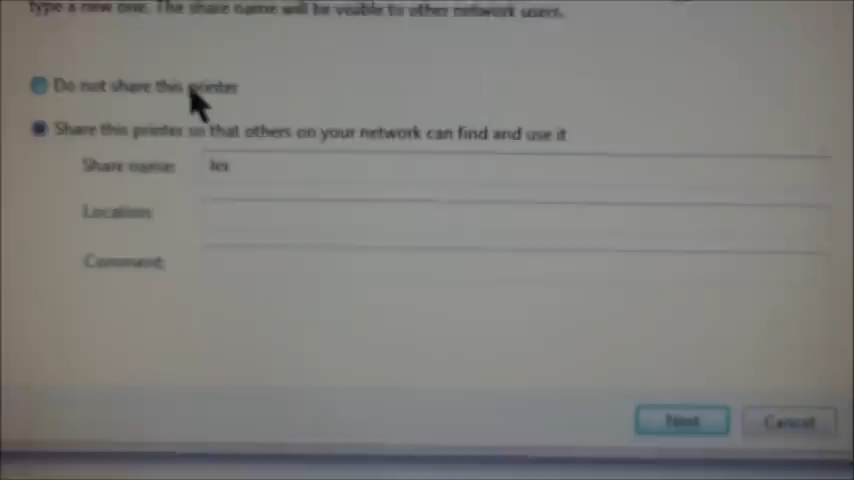 type a new one. The share name will be visible to other network users.
Do not share this printer
Share this printer so that others on your network can find and use it
Share name:
Location:
Comment:
Next
Cancel